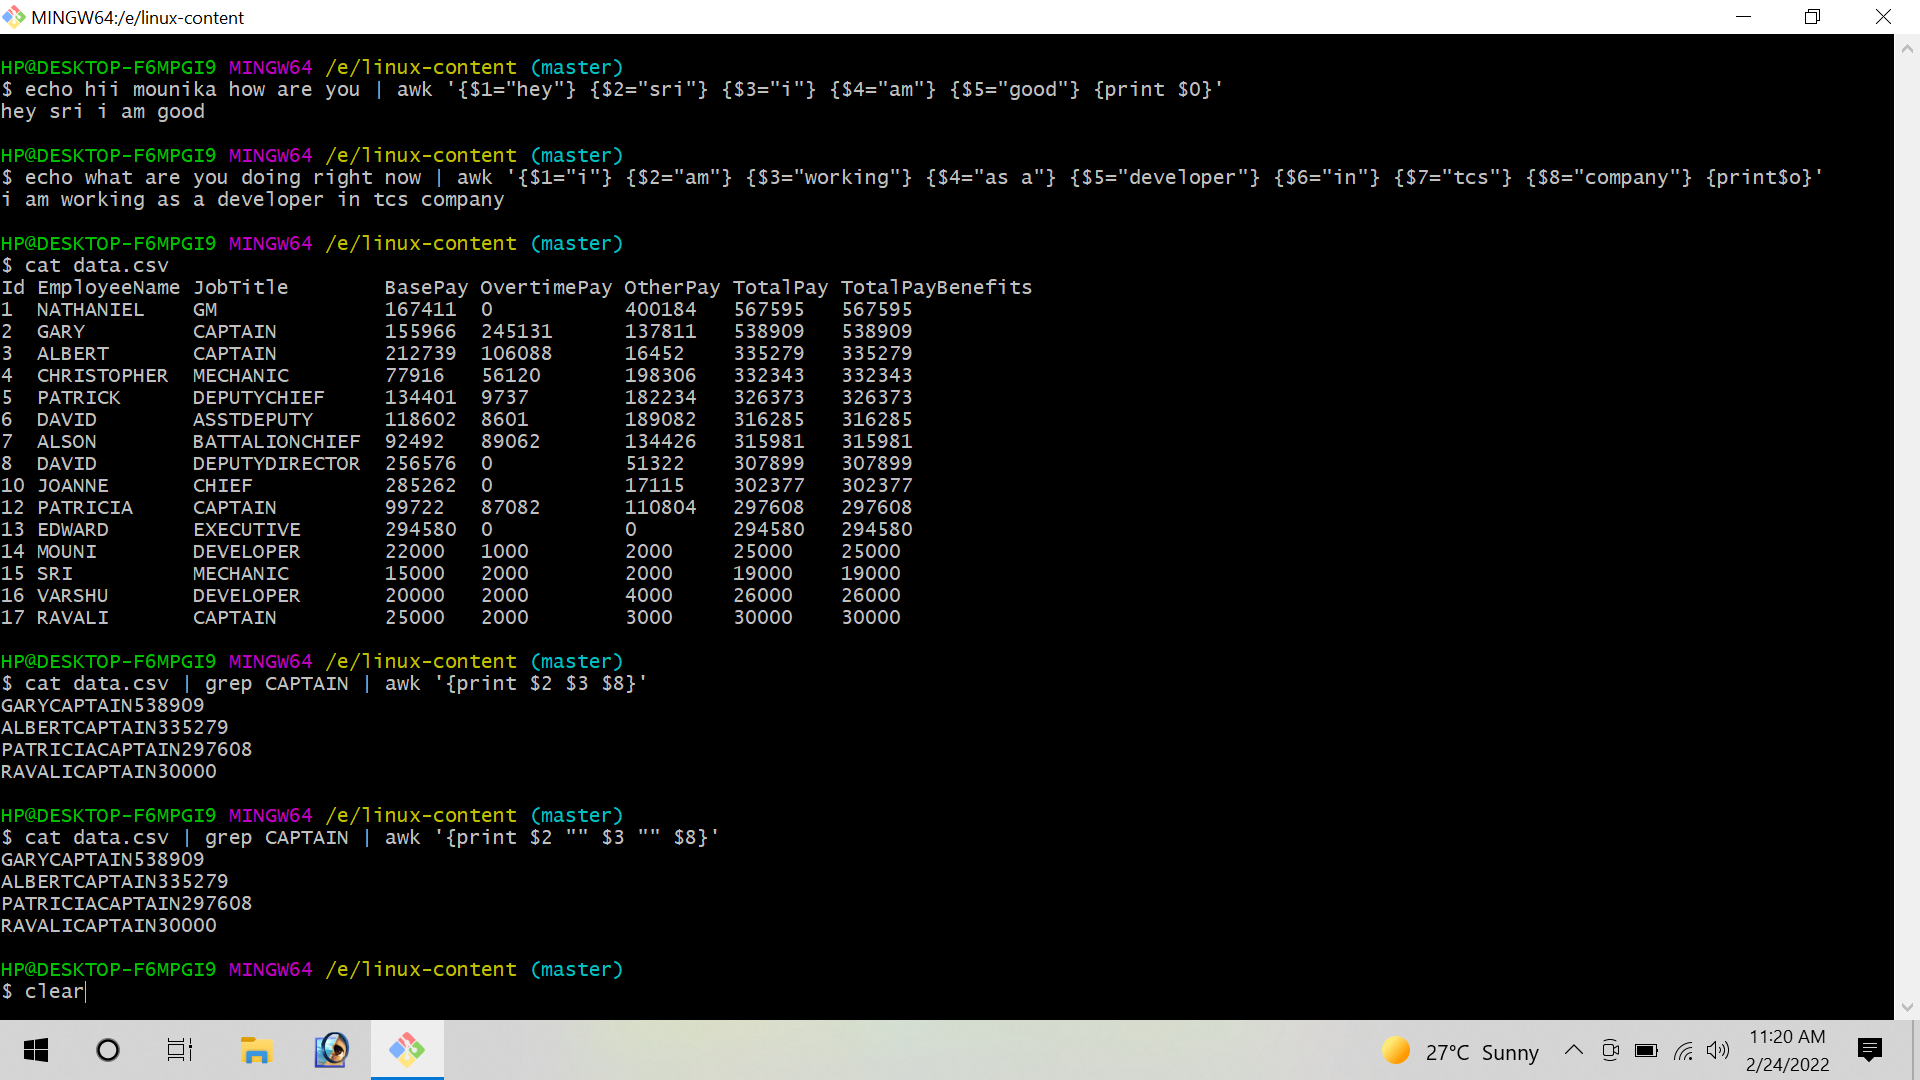 MINGW64:/e/linux-content
HP@DESKTOP-F6MPGI9 MINGW64 /e/linux-content (master)
$ echo hii mounika how are you | awk '{$1="hey"} {$2="sri"} {$3="i"} {$4="am"} {$5="good"} {print $0}'
hey sri i am good
HP@DESKTOP-F6MPGI9 MINGW64 /e/linux-content (master)
$ echo what are you doing right now | awk '{$1="i"} {$2="am"} {$3="working"} {$4="as a"} {$5="developer"} {$6="in"} {$7="tcs"} {$8="company"} {print$o}'
i am working as a developer in tcs company
HP@DESKTOP-F6MPGI9 MINGW64 /e/linux-content (master)
$ cat data.csv
Id EmployeeName JobTitle        BasePay OvertimePay OtherPay TotalPay TotalPayBenefits
1  NATHANIEL    GM              167411  0           400184   567595   567595
2  GARY         CAPTAIN         155966  245131      137811   538909   538909
3  ALBERT       CAPTAIN         212739  106088      16452    335279   335279
4  CHRISTOPHER  MECHANIC        77916   56120       198306   332343   332343
5  PATRICK      DEPUTYCHIEF     134401  9737        182234   326373   326373
6  DAVID        ASSTDEPUTY      118602  8601        189082   316285   316285
7  ALSON        BATTALIONCHIEF  92492   89062       134426   315981   315981
8  DAVID        DEPUTYDIRECTOR  256576  0           51322    307899   307899
10 JOANNE       CHIEF           285262  0           17115    302377   302377
12 PATRICIA     CAPTAIN         99722   87082       110804   297608   297608
13 EDWARD       EXECUTIVE       294580  0           0        294580   294580
14 MOUNI        DEVELOPER       22000   1000        2000     25000    25000
15 SRI          MECHANIC        15000   2000        2000     19000    19000
16 VARSHU       DEVELOPER       20000   2000        4000     26000    26000
17 RAVALI       CAPTAIN         25000   2000        3000     30000    30000
HP@DESKTOP-F6MPGI9 MINGW64 /e/linux-content (master)
$ cat data.csv | grep CAPTAIN | awk '{print $2 $3 $8}'
GARYCAPTAIN538909
ALBERTCAPTAIN335279
PATRICIACAPTAIN297608
RAVALICAPTAIN30000
HP@DESKTOP-F6MPGI9 MINGW64 /e/linux-content (master)
$ cat data.csv | grep CAPTAIN | awk '{print $2 "" $3 "" $8}'
GARYCAPTAIN538909
ALBERTCAPTAIN335279
PATRICIACAPTAIN297608
RAVALICAPTAIN30000
HP@DESKTOP-F6MPGI9 MINGW64 /e/linux-content (master)
$ clear
27°C Sunny
11:20 AM
2/24/2022